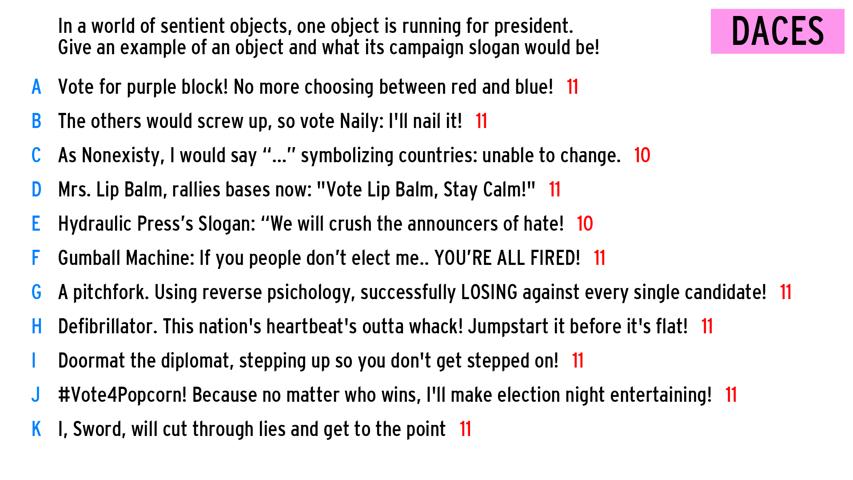 In a world of sentient objects, one object is running for president.
Give an example of an object and what its campaign slogan would be!
DACES
A Vote for purple block! No more choosing between red and blue! 11
B The others would screw up, so vote Naily: I'll nail it! 11
C As Nonexisty, I would say “...” symbolizing countries: unable to change. 10
D Mrs. Lip Balm, rallies bases now: "Vote Lip Balm, Stay Calm!" 11
E Hydraulic Press’s Slogan: “We will crush the announcers of hate! 10
F Gumball Machine: If you people don’t elect me.. YOU’RE ALL FIRED! 11
G A pitchfork. Using reverse psichology, successfully LOSING against every single candidate! 11
H Defibrillator. This nation's heartbeat's outta whack! Jumpstart it before it's flat! 11
I Doormat the diplomat, stepping up so you don't get stepped on! 11
J #Vote4Popcorn! Because no matter who wins, I'll make election night entertaining! 11
K I, Sword, will cut through lies and get to the point 11